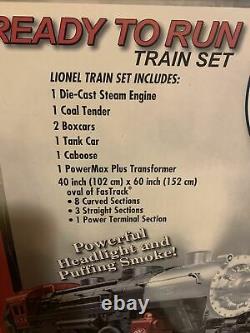 READY TO RUN
TRAIN SET
LIONEL TRAIN SET INCLUDES:
1 Die-Cast Steam Engine
1 Coal Tender
2 Boxcars
1 Tank Car
1 Caboose
1 PowerMax Plus Transformer
40 inch (102 cm) x 60 inch (152 cm)
oval of FasTrack®
• 8 Curved Sections
• 3 Straight Sections
• 1 Power Terminal Section
Powerful
Headlight and
Puffing Smoke!